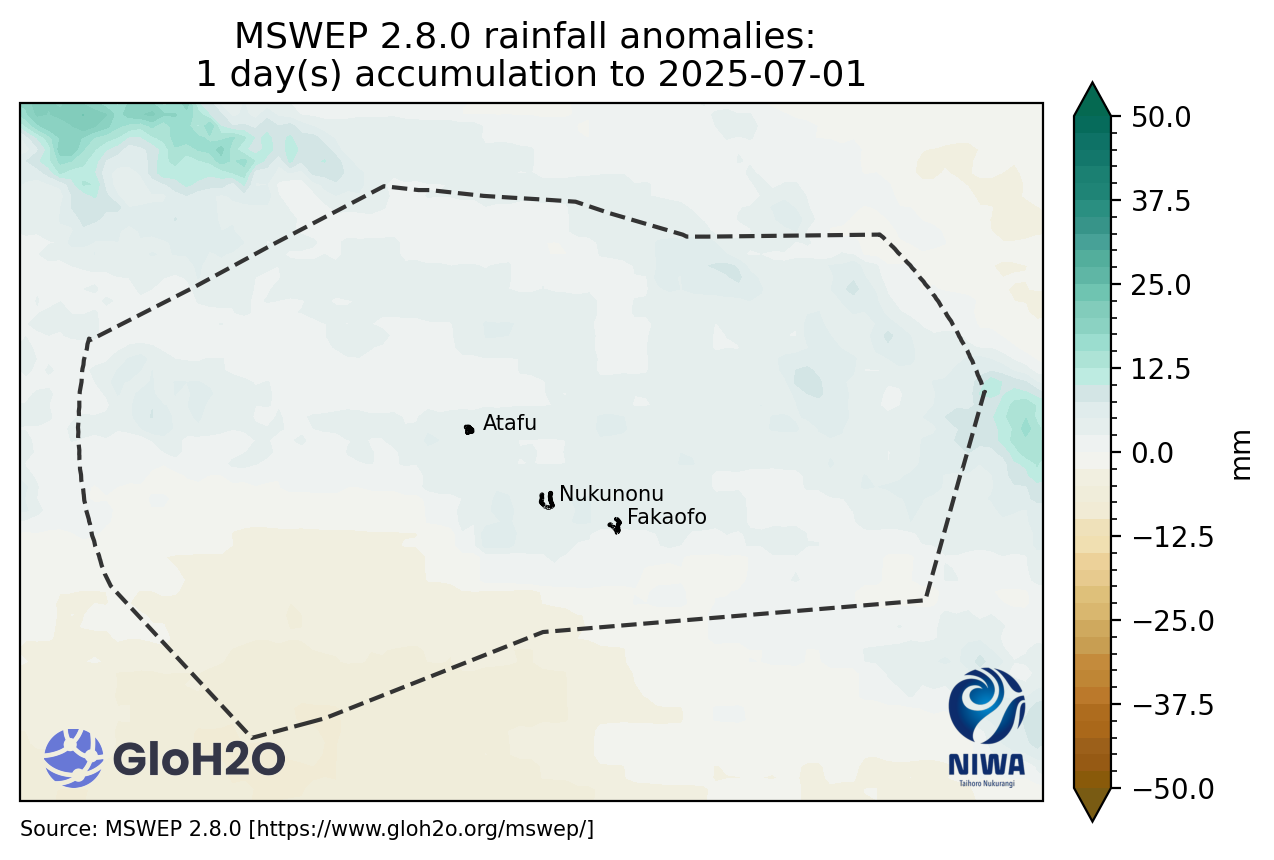 MSWEP 2.8.0 rainfall anomalies:
1 day(s) accumulation to 2025-07-01
50.0
37.5
25.0
12.5
0.0
−12.5
−25.0
−37.5
−50.0
mm
Atafu
Nukunonu
Fakaofo
GloH2O
NIWA
Taihoro Nukurangi
Source: MSWEP 2.8.0 [https://www.gloh2o.org/mswep/]